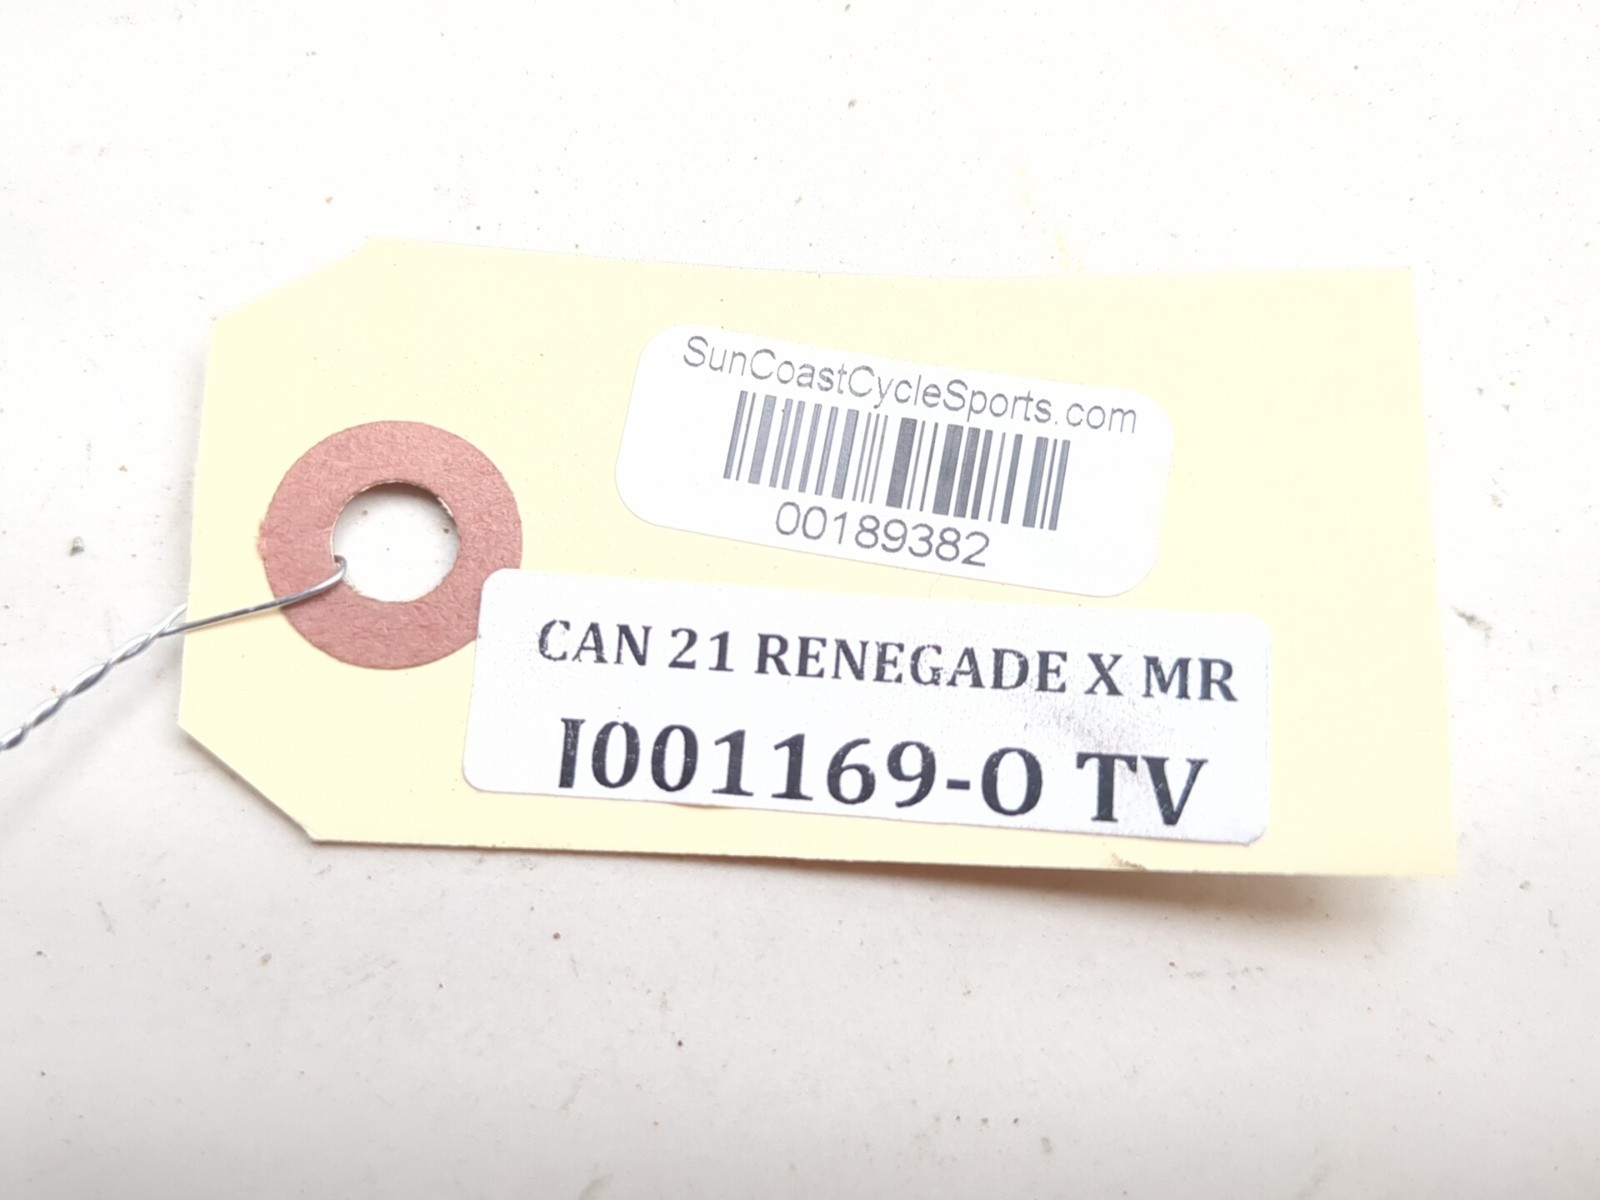 SunCoastCycleSports.com
00189382
CAN 21 RENEGADE X MR
I001169-O TV